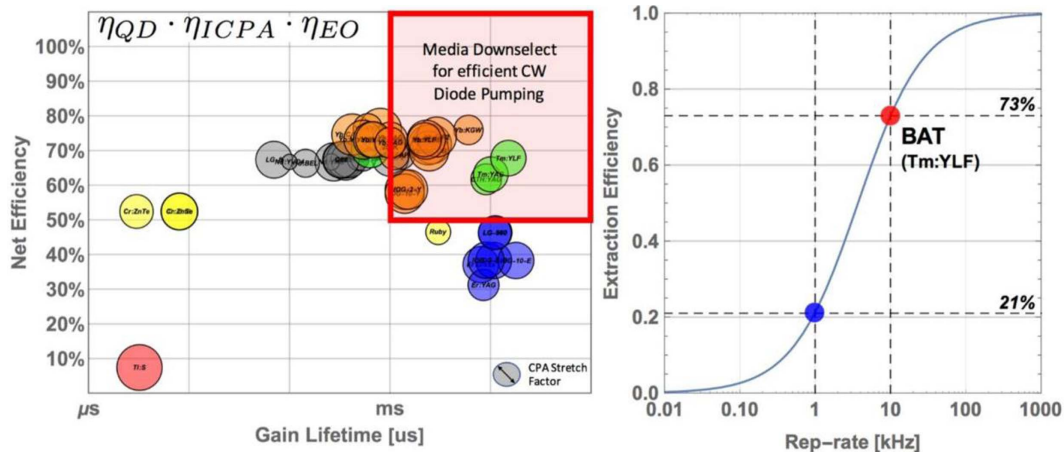 ηQD · ηICPA · ηEO
Media Downselect
for efficient CW
Diode Pumping
100%
90%
80%
70%
60%
50%
40%
30%
20%
10%
Net Efficiency
Yb:KGW
Tm:YLF
Tm:YAG
Cr:ZnTe
Cr:ZnSe
Ruby
LG-660
Er:YAG
Ti:S
CPA Stretch
Factor
μs
ms
Gain Lifetime [us]
Extraction Efficiency
1.0
0.8
0.6
0.4
0.2
0.0
73%
BAT
(Tm:YLF)
21%
0.01
0.10
1
10
100
1000
Rep-rate [kHz]